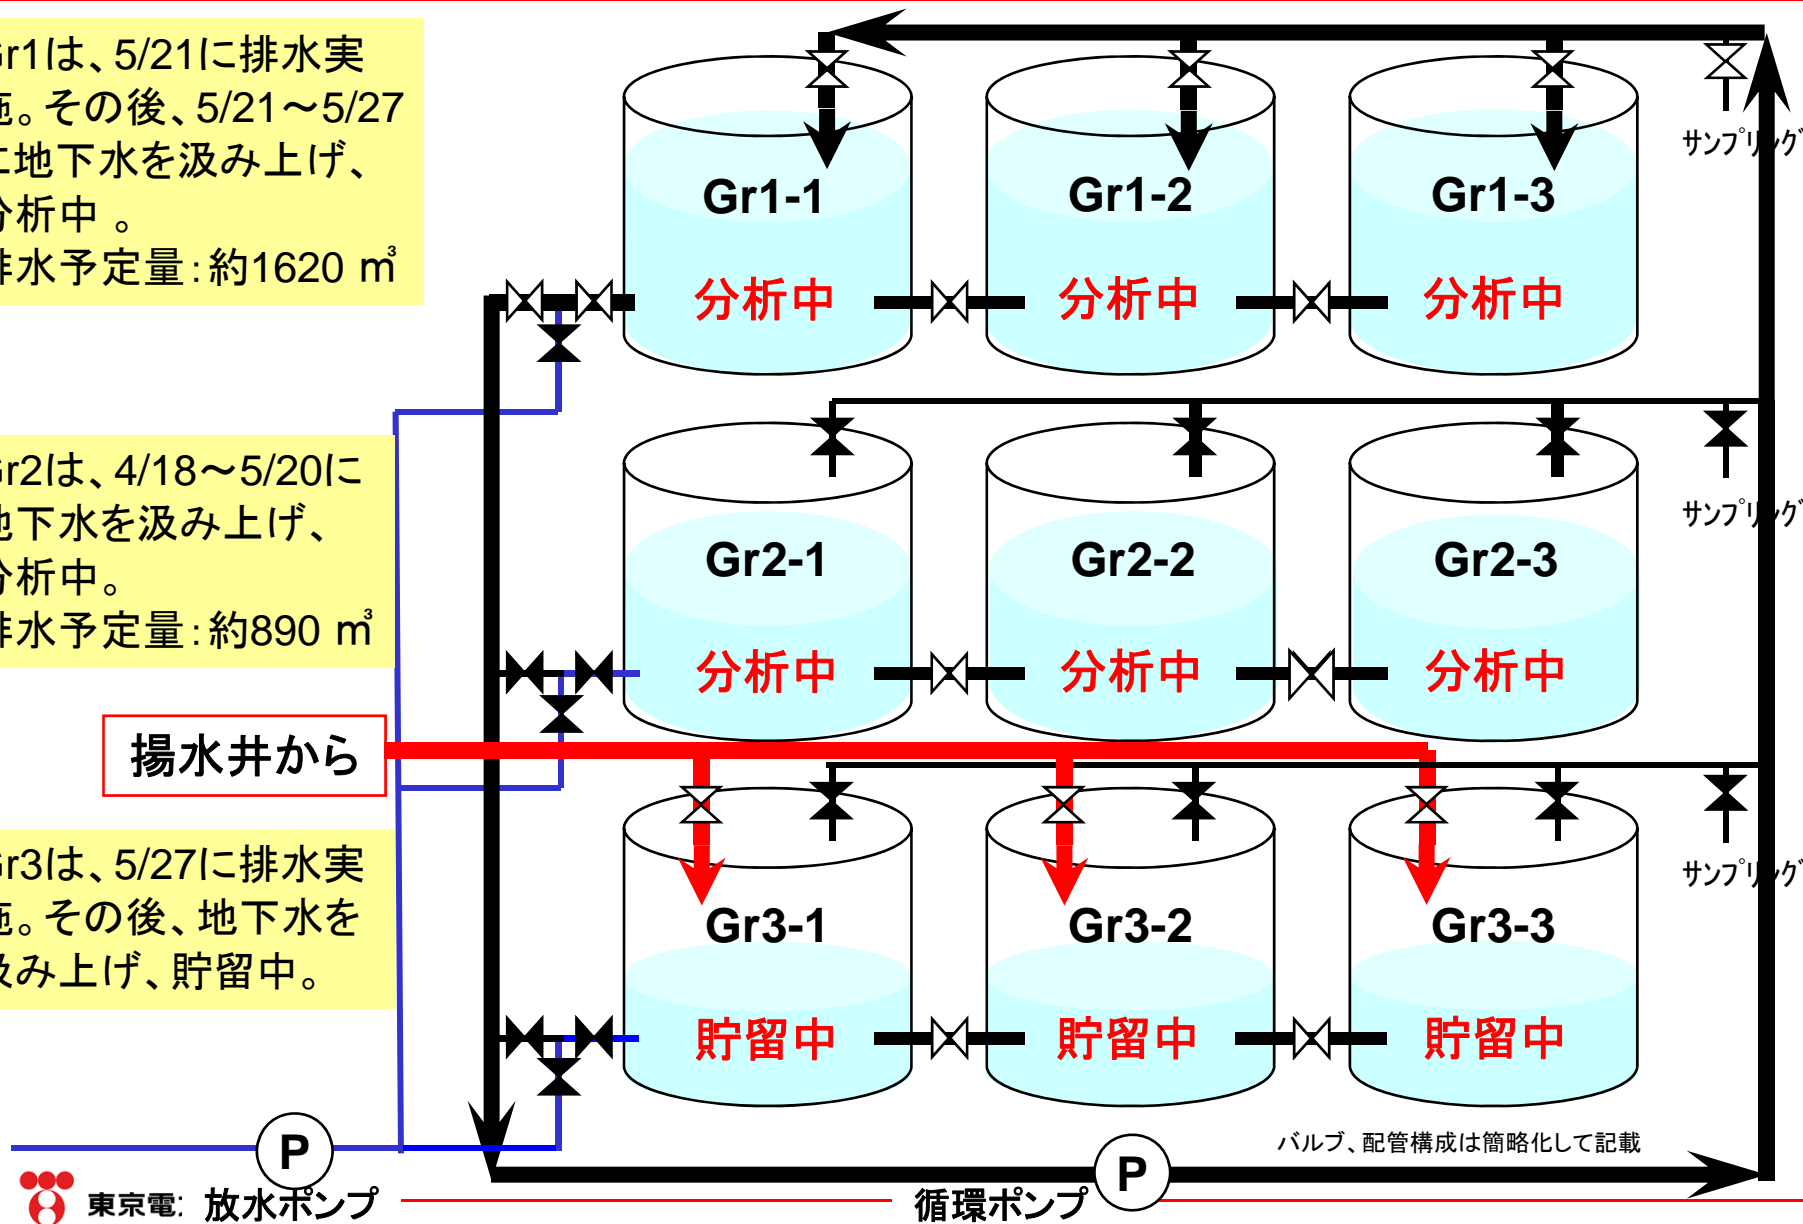 r1は、5/21に排水実
施。その後、5/21～5/27
に地下水を汲み上げ、
分析中 。
排水予定量：約1620 ㎥
Gr1-1
Gr1-2
Gr1-3
分析中
分析中
分析中
サンプリング
r2は、4/18～5/20に
地下水を汲み上げ、
分析中。
排水予定量：約890 ㎥
Gr2-1
Gr2-2
Gr2-3
分析中
分析中
分析中
サンプリング
揚水井から
r3は、5/27に排水実
施。その後、地下水を
汲み上げ、貯留中。
Gr3-1
Gr3-2
Gr3-3
貯留中
貯留中
貯留中
サンプリング
バルブ、配管構成は簡略化して記載
P
P
東京電
放水ポンプ
循環ポンプ